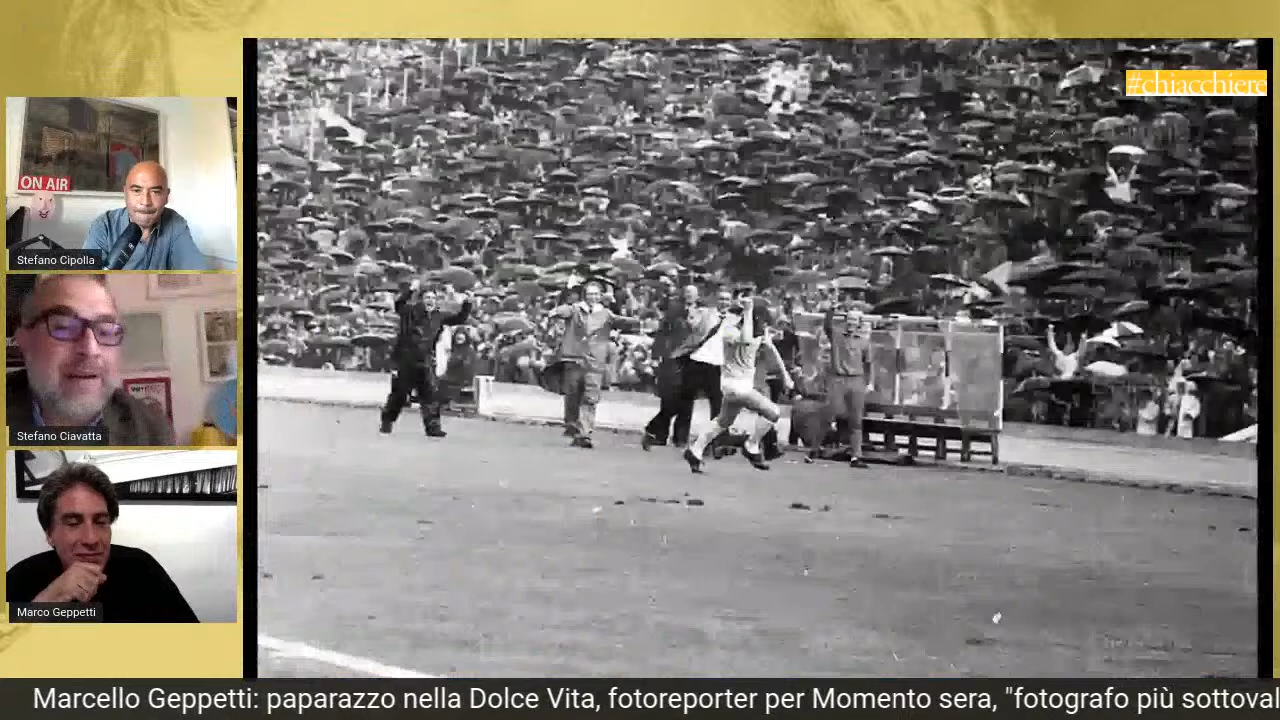 #chiacchiere
ON AIR
Stefano Cipolla
Stefano Ciavatta
Marco Geppetti
Marcello Geppetti: paparazzo nella Dolce Vita, fotoreporter per Momento sera, "fotografo più sottoval